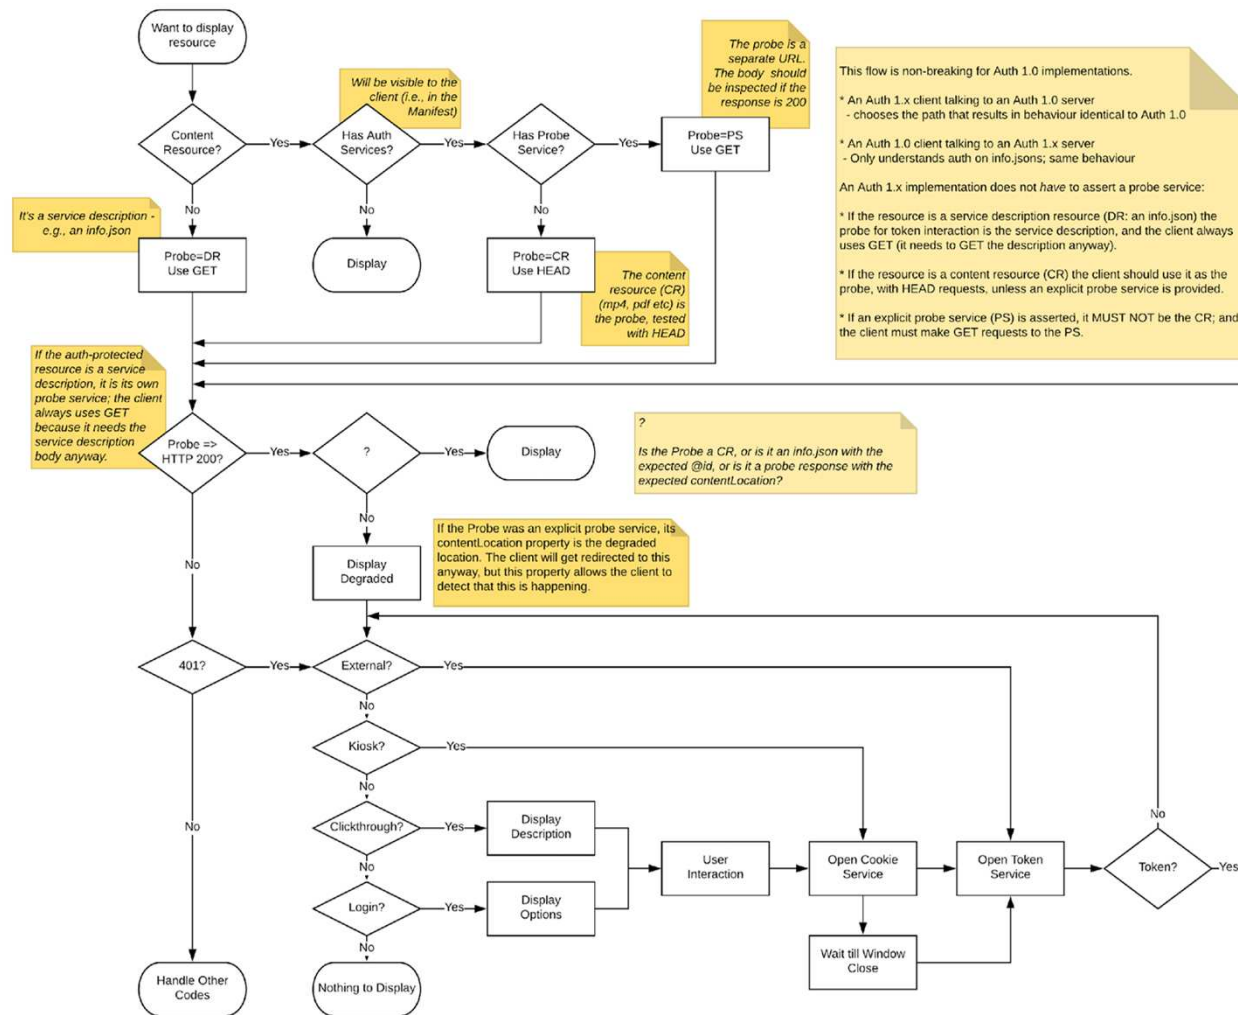 Want to display
resource
The probe is a
separate URL.
The body should
be inspected if the
response is 200
Will be visible to the
client (i.e., in the
Manifest)
This flow is non-breaking for Auth 1.0 implementations.
* An Auth 1.x client talking to an Auth 1.0 server
- chooses the path that results in behaviour identical to Auth 1.0
* An Auth 1.0 client talking to an Auth 1.x server
- Only understands auth on info.jsons; same behaviour
An Auth 1.x implementation does not have to assert a probe service:
* If the resource is a service description resource (DR: an info.json) the
probe for token interaction is the service description, and the client always
uses GET (it needs to GET the description anyway).
* If the resource is a content resource (CR) the client should use it as the
probe, with HEAD requests, unless an explicit probe service is provided.
* If an explicit probe service (PS) is asserted, it MUST NOT be the CR; and
the client must make GET requests to the PS.
Content
Resource?
Yes
Has Auth
Services?
Yes
Has Probe
Service?
Yes
Probe=PS
Use GET
No
No
No
It's a service description -
e.g., an info.json
Probe=DR
Use GET
Display
Probe=CR
Use HEAD
The content
resource (CR)
(mp4, pdf etc) is
the probe, tested
with HEAD
If the auth-protected
resource is a service
description, it is its own
probe service; the client
always uses GET
because it needs the
service description
body anyway.
Probe =>
HTTP 200?
Yes
?
Yes
Display
?
Is the Probe a CR, or is it an info.json with the
expected @id, or is it a probe response with the
expected contentLocation?
No
No
Display
Degraded
If the Probe was an explicit probe service, its
contentLocation property is the degraded
location. The client will get redirected to this
anyway, but this property allows the client to
detect that this is happening.
401?
Yes
External?
Yes
No
Kiosk?
Yes
No
No
Clickthrough?
Yes
Display
Description
User
Interaction
Open Cookie
Service
Open Token
Service
No
Token?
Yes
No
Login?
Yes
Display
Options
No
Wait till Window
Close
Handle Other
Codes
Nothing to Display